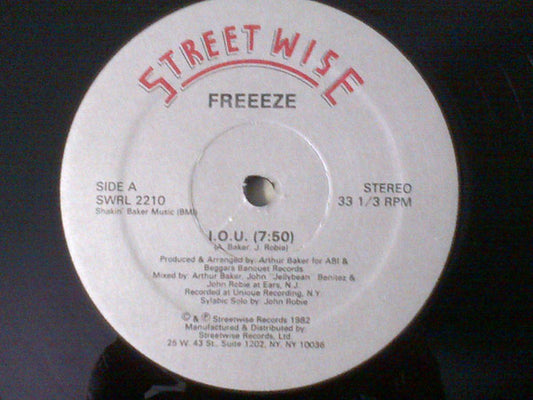 STREETWISE
FREEEZE
SIDE A
SWRL 2210
Shakin' Baker Music (BMI)
STEREO
33 1/3 RPM
I.O.U. (7:50)
(A. Baker, J. Robie)
Produced & Arranged by: Arthur Baker for ABI &
Beggars Banquet Records
Mixed by: Arthur Baker, John "Jellybean" Benitez &
John Robie at Ears, N.J.
Recorded at Unique Recording, N.Y.
Sylabic Solo by: John Robie
© & ℗ Streetwise Records 1982
Manufactured & Distributed by:
Streetwise Records, Ltd.
25 W. 43 St., Suite 1202, NY, NY 10036